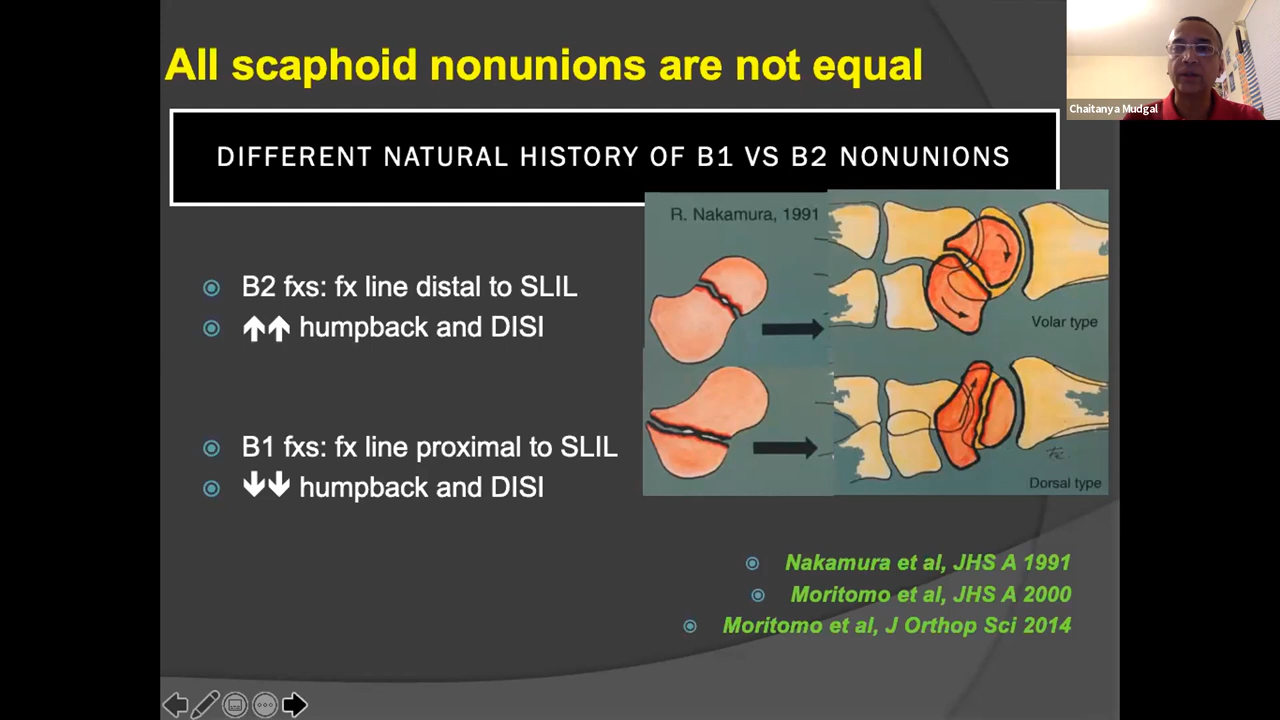 All scaphoid nonunions are not equal
Chaitanya Mudgal
DIFFERENT NATURAL HISTORY OF B1 VS B2 NONUNIONS
R. Nakamura, 1991
B2 fxs: fx line distal to SLIL
↑↑ humpback and DISI
Volar type
B1 fxs: fx line proximal to SLIL
↓↓ humpback and DISI
Dorsal type
Nakamura et al, JHS A 1991
Moritomo et al, JHS A 2000
Moritomo et al, J Orthop Sci 2014